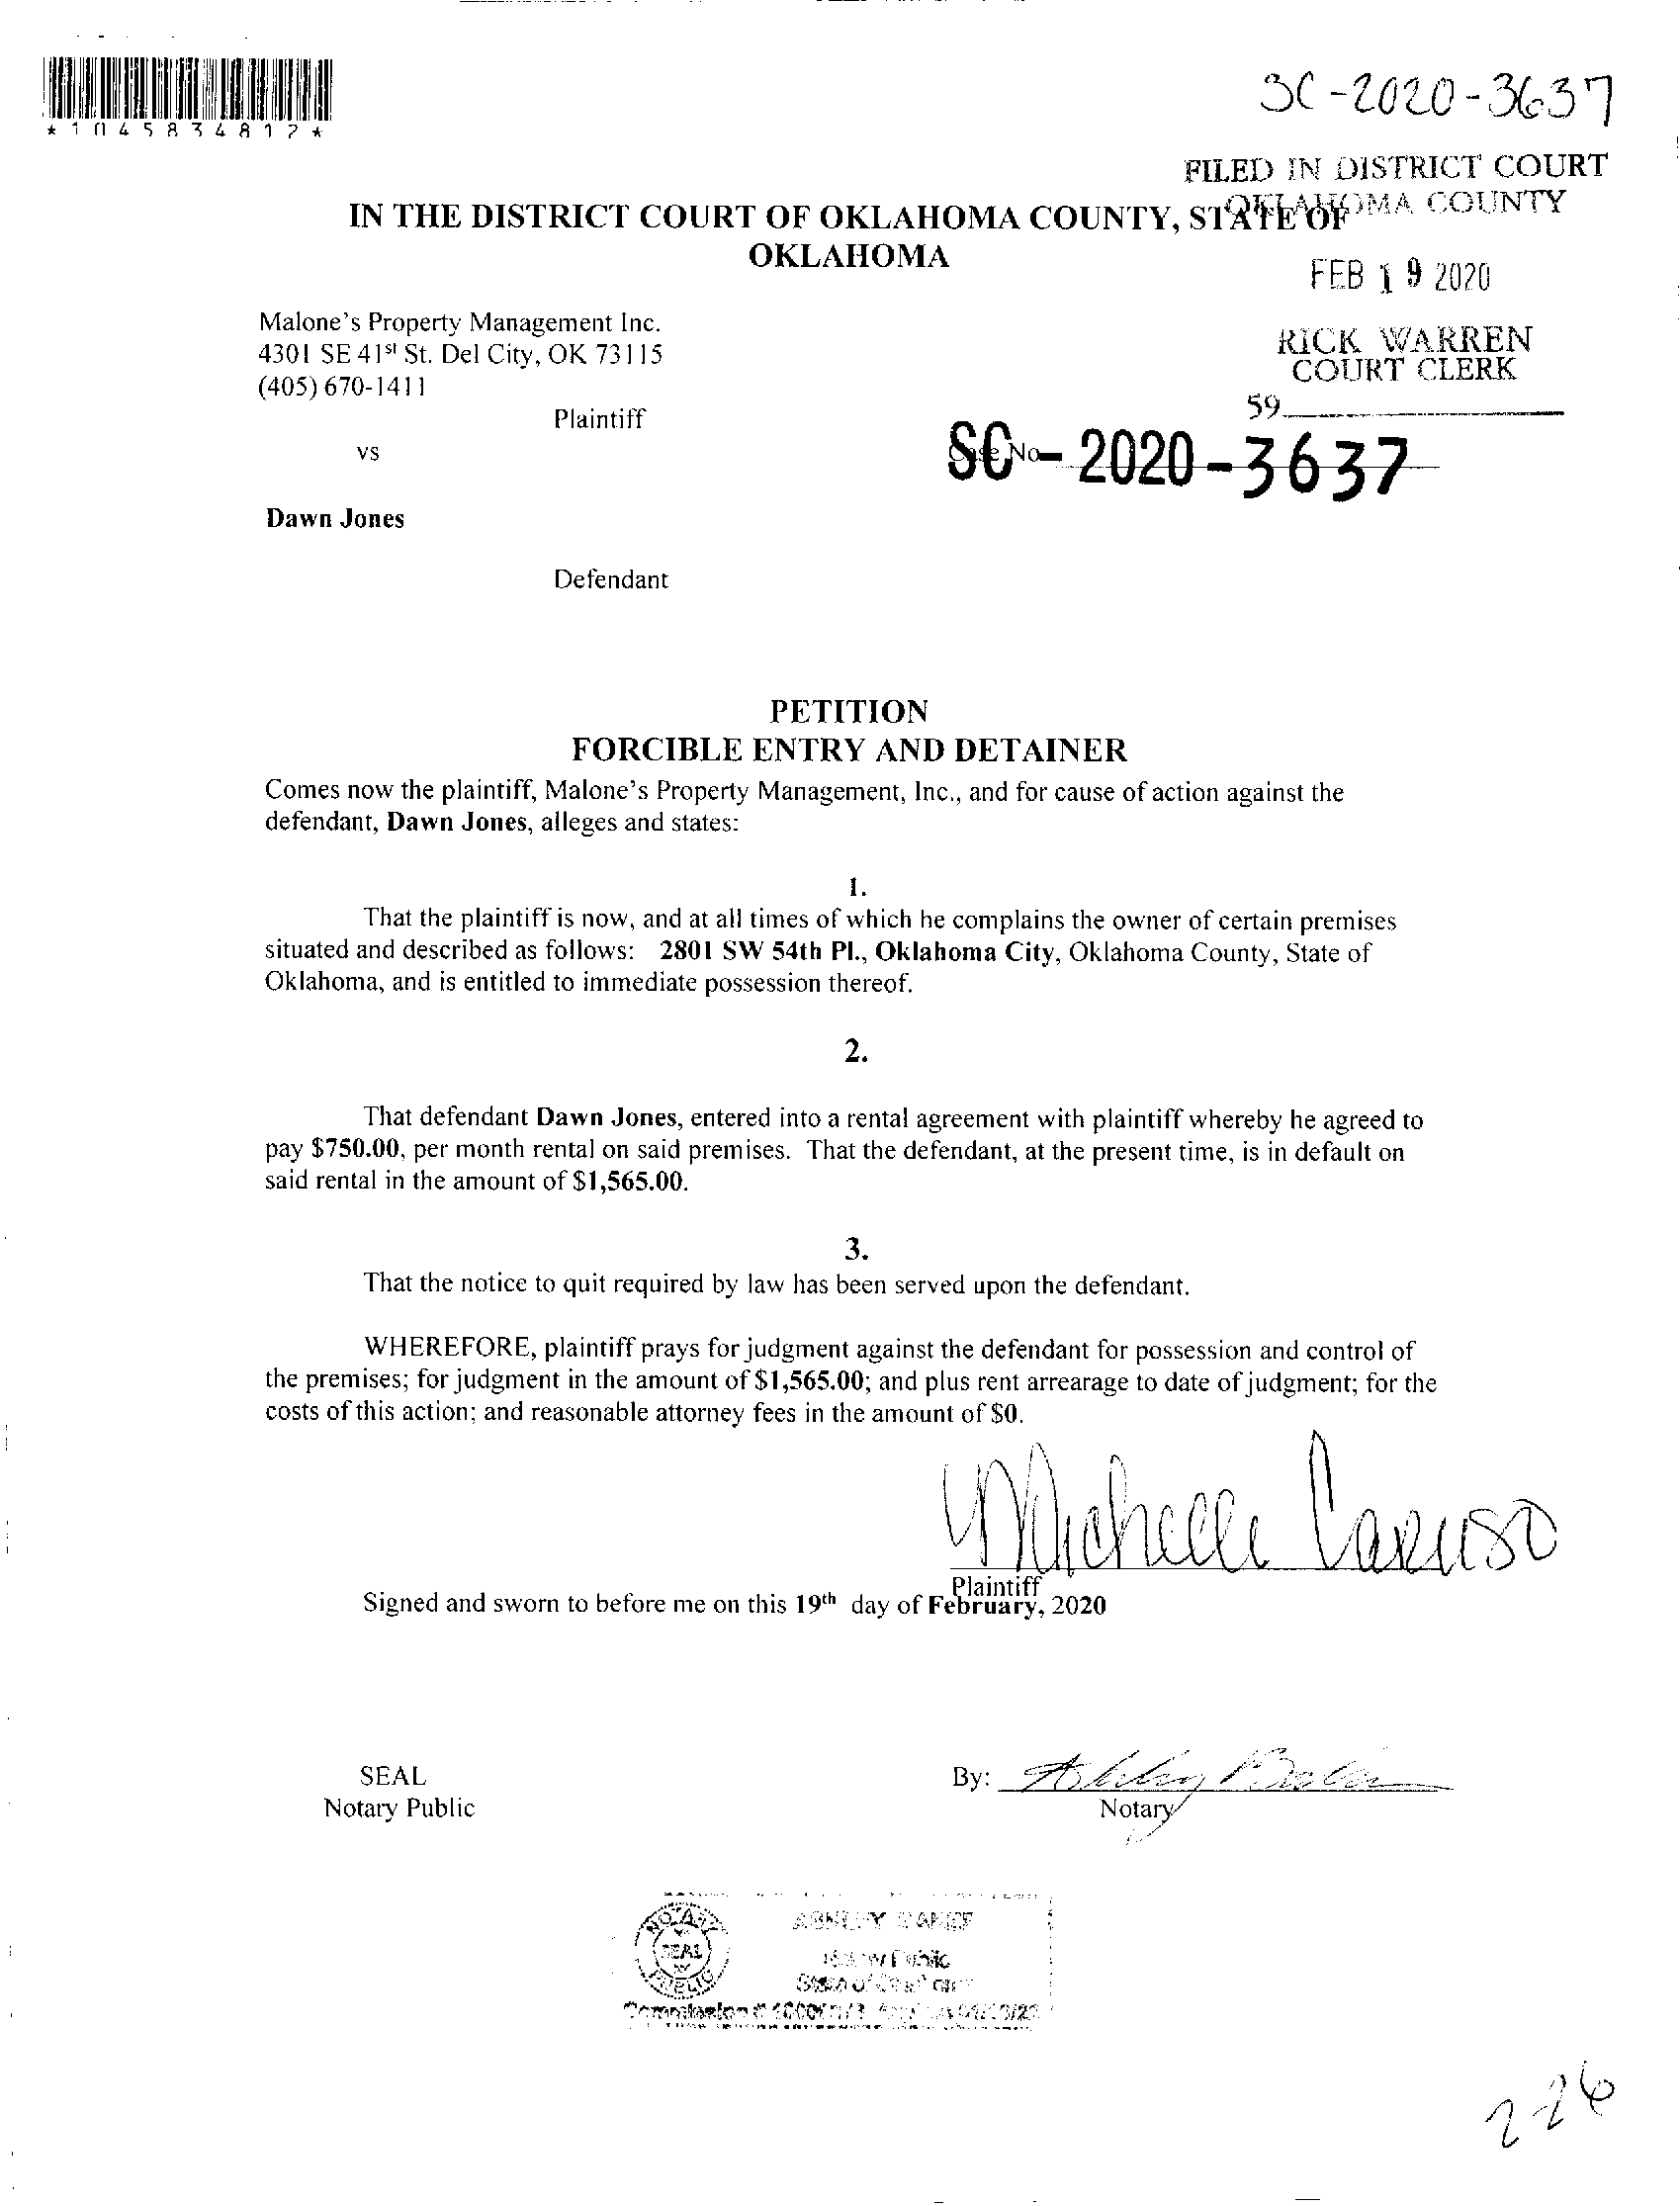 *1045834812*
SC-2020-3637
FILED IN DISTRICT COURT
OKLAHOMA COUNTY
IN THE DISTRICT COURT OF OKLAHOMA COUNTY, STATE OF
OKLAHOMA
FEB 19 2020
Malone's Property Management Inc.
4301 SE 41st St. Del City, OK 73115
(405) 670-1411
RICK WARREN
COURT CLERK
59
Plaintiff
vs
Case No
SC-2020-3637
Dawn Jones
Defendant
PETITION
FORCIBLE ENTRY AND DETAINER
Comes now the plaintiff, Malone's Property Management, Inc., and for cause of action against the
defendant, Dawn Jones, alleges and states:
1.
That the plaintiff is now, and at all times of which he complains the owner of certain premises
situated and described as follows: 2801 SW 54th Pl., Oklahoma City, Oklahoma County, State of
Oklahoma, and is entitled to immediate possession thereof.
2.
That defendant Dawn Jones, entered into a rental agreement with plaintiff whereby he agreed to
pay $750.00, per month rental on said premises. That the defendant, at the present time, is in default on
said rental in the amount of $1,565.00.
3.
That the notice to quit required by law has been served upon the defendant.
WHEREFORE, plaintiff prays for judgment against the defendant for possession and control of
the premises; for judgment in the amount of $1,565.00; and plus rent arrearage to date of judgment; for the
costs of this action; and reasonable attorney fees in the amount of $0.
Michelle Caruso
Plaintiff
Signed and sworn to before me on this 19th day of February, 2020
SEAL
Notary Public
By: Ashley
Notary
NOTARY
SEAL
PUBLIC
ASHLEY
Notary Public
State of
Commission #
226